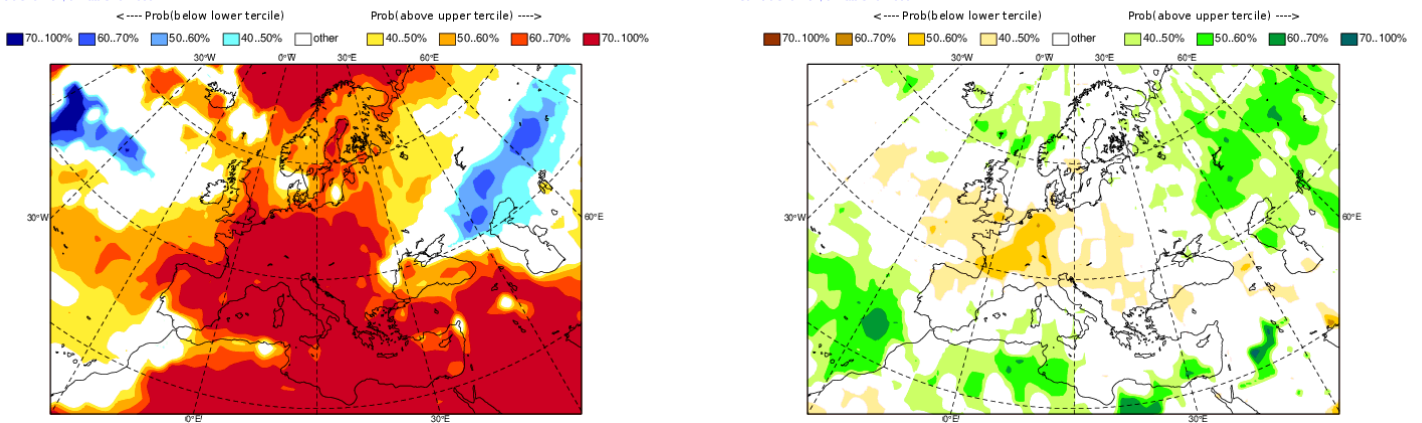 <---- Prob(below lower tercile) Prob(above upper tercile) ---->
70..100% 60..70% 50..60% 40..50% other 40..50% 50..60% 60..70% 70..100%
30°W 0°W 30°E 60°E
30°W 60°E
0°E 30°E
<---- Prob(below lower tercile) Prob(above upper tercile) ---->
70..100% 60..70% 50..60% 40..50% other 40..50% 50..60% 60..70% 70..100%
30°W 0°W 30°E 60°E
30°W 60°E
0°E 30°E